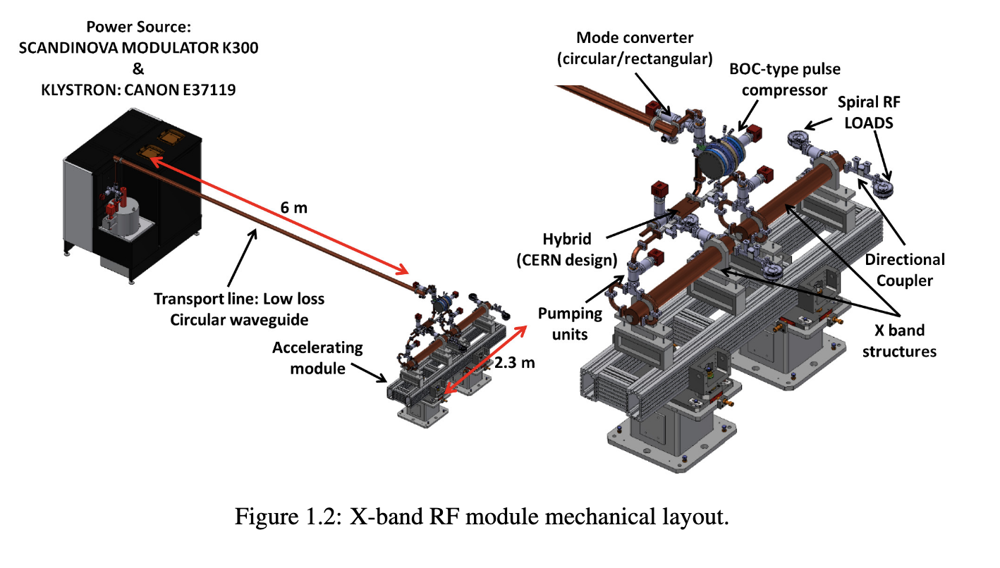 Power Source:
SCANDINOVA MODULATOR K300
&
KLYSTRON: CANON E37119
6 m
Transport line: Low loss
Circular waveguide
Accelerating
module
2.3 m
Mode converter
(circular/rectangular)
BOC-type pulse
compressor
Spiral RF
LOADS
Hybrid
(CERN design)
Pumping
units
Directional
Coupler
X band
structures
Figure 1.2: X-band RF module mechanical layout.